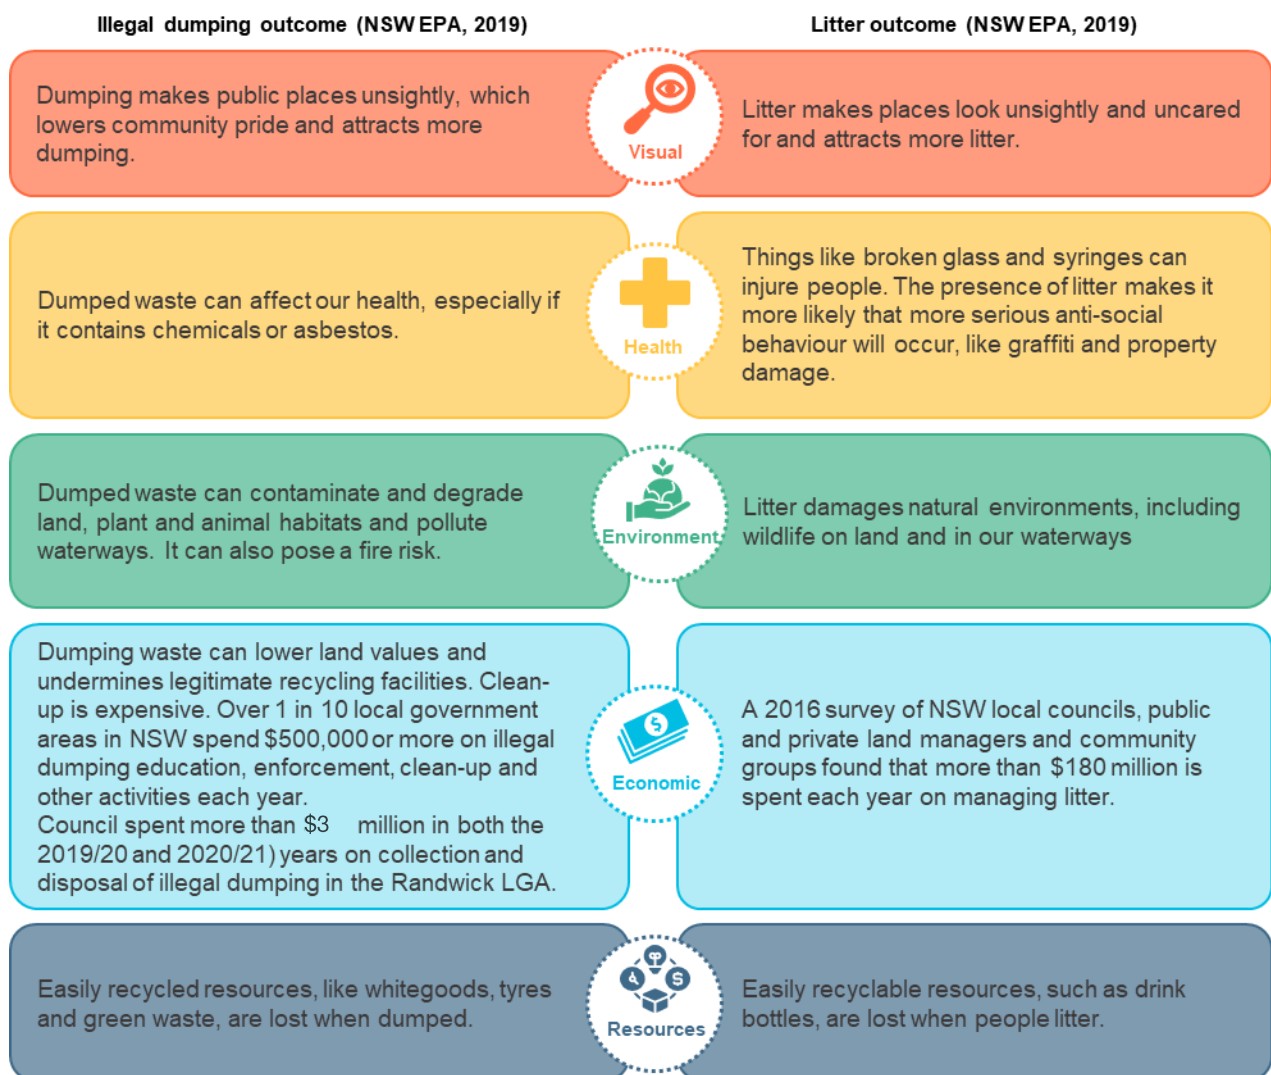 Illegal dumping outcome (NSW EPA, 2019)
Litter outcome (NSW EPA, 2019)
Dumping makes public places unsightly, which
lowers community pride and attracts more
dumping.
Visual
Litter makes places look unsightly and uncared
for and attracts more litter.
Dumped waste can affect our health, especially if
it contains chemicals or asbestos.
Health
Things like broken glass and syringes can
injure people. The presence of litter makes it
more likely that more serious anti-social
behaviour will occur, like graffiti and property
damage.
Dumped waste can contaminate and degrade
land, plant and animal habitats and pollute
waterways. It can also pose a fire risk.
Environment
Litter damages natural environments, including
wildlife on land and in our waterways
Dumping waste can lower land values and
undermines legitimate recycling facilities. Clean-
up is expensive. Over 1 in 10 local government
areas in NSW spend $500,000 or more on illegal
dumping education, enforcement, clean-up and
other activities each year.
Council spent more than $3 million in both the
2019/20 and 2020/21) years on collection and
disposal of illegal dumping in the Randwick LGA.
Economic
A 2016 survey of NSW local councils, public
and private land managers and community
groups found that more than $180 million is
spent each year on managing litter.
Easily recycled resources, like whitegoods, tyres
and green waste, are lost when dumped.
Resources
Easily recyclable resources, such as drink
bottles, are lost when people litter.